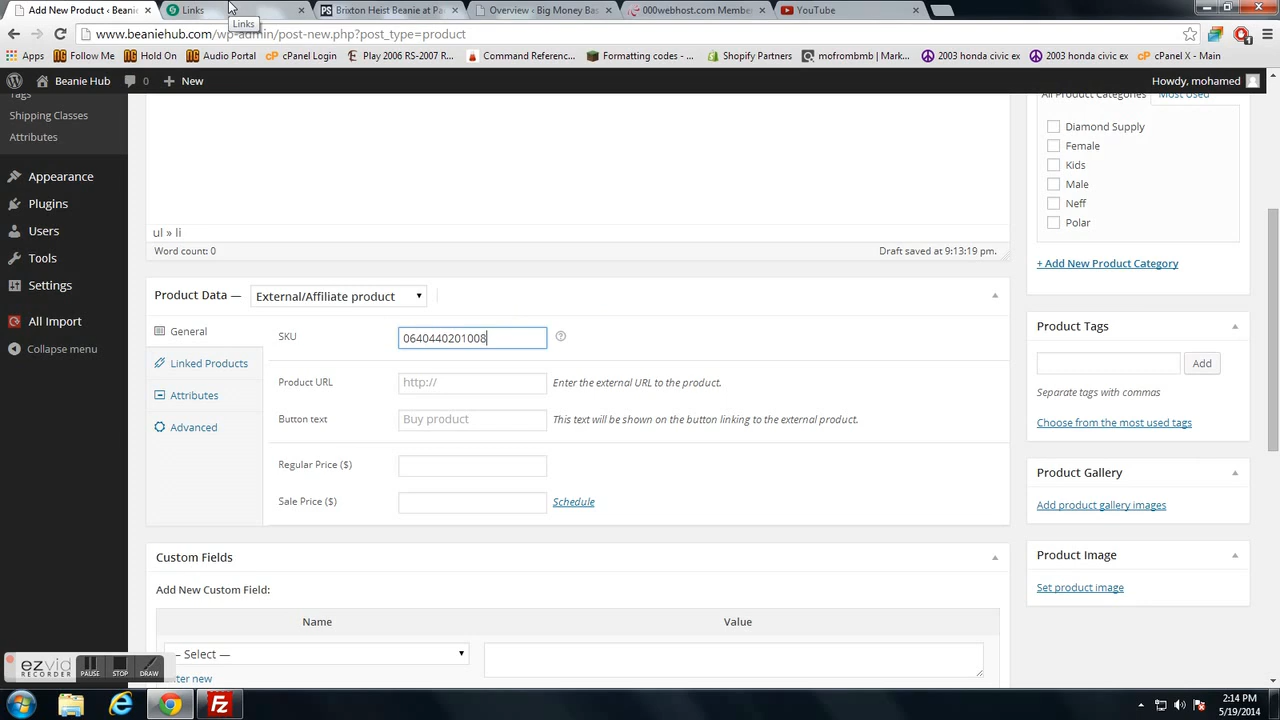 Add New Product ‹ Beanie
Links
Brixton Heist Beanie at Pa
Overview ‹ Big Money Bas
000webhost.com Membe
YouTube
Links
www.beaniehub.com/wp-admin/post-new.php?post_type=product
Apps
Follow Me
Hold On
Audio Portal
cPanel Login
Play 2006 RS-2007 R...
Command Referenc...
Formatting codes - ...
Shopify Partners
mofrombmb | Mark...
2003 honda civic ex
2003 honda civic ex
cPanel X - Main
Beanie Hub
0
New
Howdy, mohamed
Tags
Shipping Classes
Attributes
Appearance
Plugins
Users
Tools
Settings
All Import
Collapse menu
ul » li
Word count: 0
Draft saved at 9:13:19 pm.
Product Data —
External/Affiliate product
General
Linked Products
Attributes
Advanced
SKU
0640440201008
Product URL
http://
Enter the external URL to the product.
Button text
Buy product
This text will be shown on the button linking to the external product.
Regular Price ($)
Sale Price ($)
Schedule
Custom Fields
Add New Custom Field:
Name
Value
— Select —
Enter new
All Product Categories
Most Used
Diamond Supply
Female
Kids
Male
Neff
Polar
+ Add New Product Category
Product Tags
Add
Separate tags with commas
Choose from the most used tags
Product Gallery
Add product gallery images
Product Image
Set product image
ezvid
RECORDER
PAUSE
STOP
DRAW
2:14 PM
5/19/2014